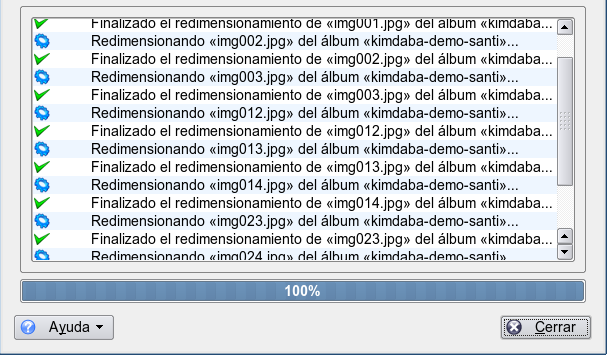 Finalizado el redimensionamiento de «img001.jpg» del álbum «kimdaba...
Redimensionando «img002.jpg» del álbum «kimdaba-demo-santi»...
Finalizado el redimensionamiento de «img002.jpg» del álbum «kimdaba...
Redimensionando «img003.jpg» del álbum «kimdaba-demo-santi»...
Finalizado el redimensionamiento de «img003.jpg» del álbum «kimdaba...
Redimensionando «img012.jpg» del álbum «kimdaba-demo-santi»...
Finalizado el redimensionamiento de «img012.jpg» del álbum «kimdaba...
Redimensionando «img013.jpg» del álbum «kimdaba-demo-santi»...
Finalizado el redimensionamiento de «img013.jpg» del álbum «kimdaba...
Redimensionando «img014.jpg» del álbum «kimdaba-demo-santi»...
Finalizado el redimensionamiento de «img014.jpg» del álbum «kimdaba...
Redimensionando «img023.jpg» del álbum «kimdaba-demo-santi»...
Finalizado el redimensionamiento de «img023.jpg» del álbum «kimdaba...
Redimensionando «img024.jpg» del álbum «kimdaba-demo-santi»...
100%
Ayuda
Cerrar